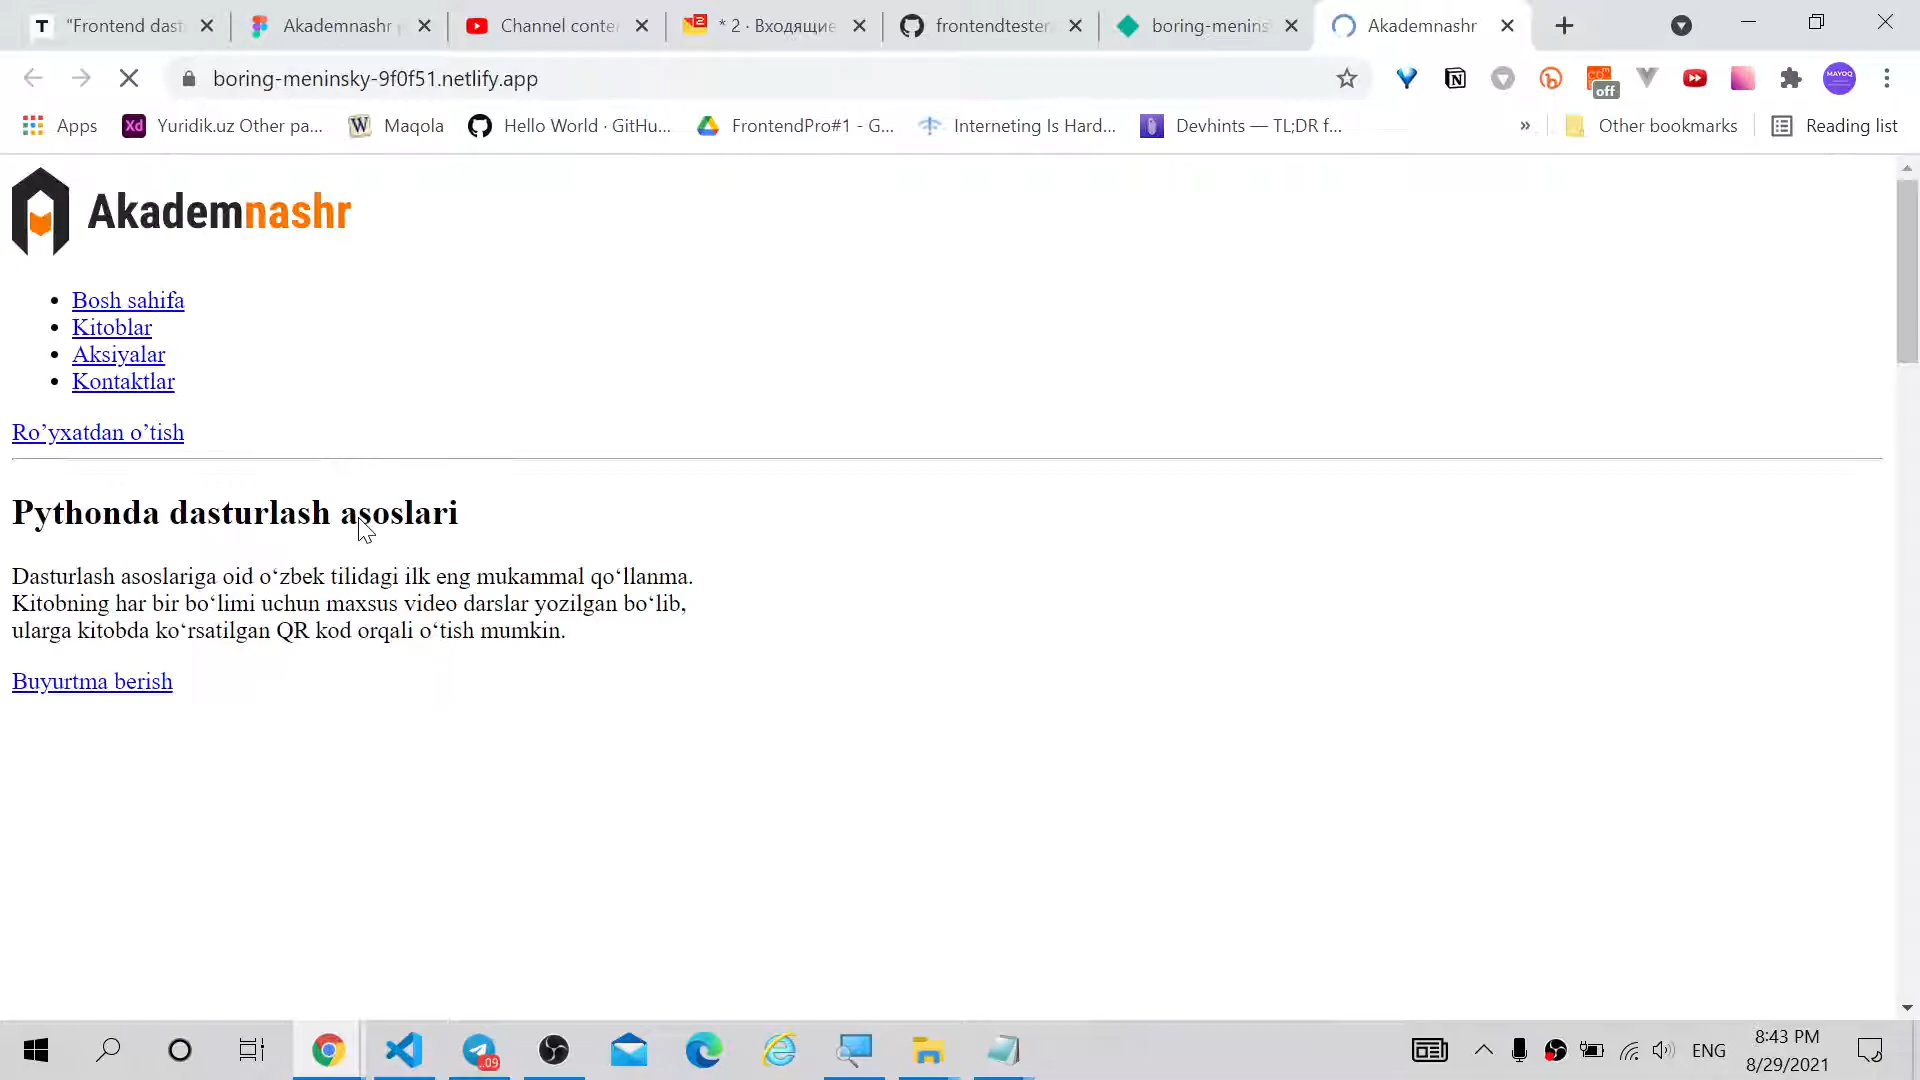 "Frontend dast
Akademnashr
Channel conte
* 2 · Входящие
frontendtester
boring-menins
Akademnashr
boring-meninsky-9f0f51.netlify.app
off
MAYOQ
Apps
Yuridik.uz Other pa...
Maqola
Hello World · GitHu...
FrontendPro#1 - G...
Interneting Is Hard...
Devhints — TL;DR f...
»
Other bookmarks
Reading list
Akademnashr
Bosh sahifa
Kitoblar
Aksiyalar
Kontaktlar
Ro’yxatdan o’tish
Pythonda dasturlash asoslari
Dasturlash asoslariga oid o‘zbek tilidagi ilk eng mukammal qo‘llanma.
Kitobning har bir bo‘limi uchun maxsus video darslar yozilgan bo‘lib,
ularga kitobda ko‘rsatilgan QR kod orqali o‘tish mumkin.
Buyurtma berish
..09
ENG
8:43 PM
8/29/2021